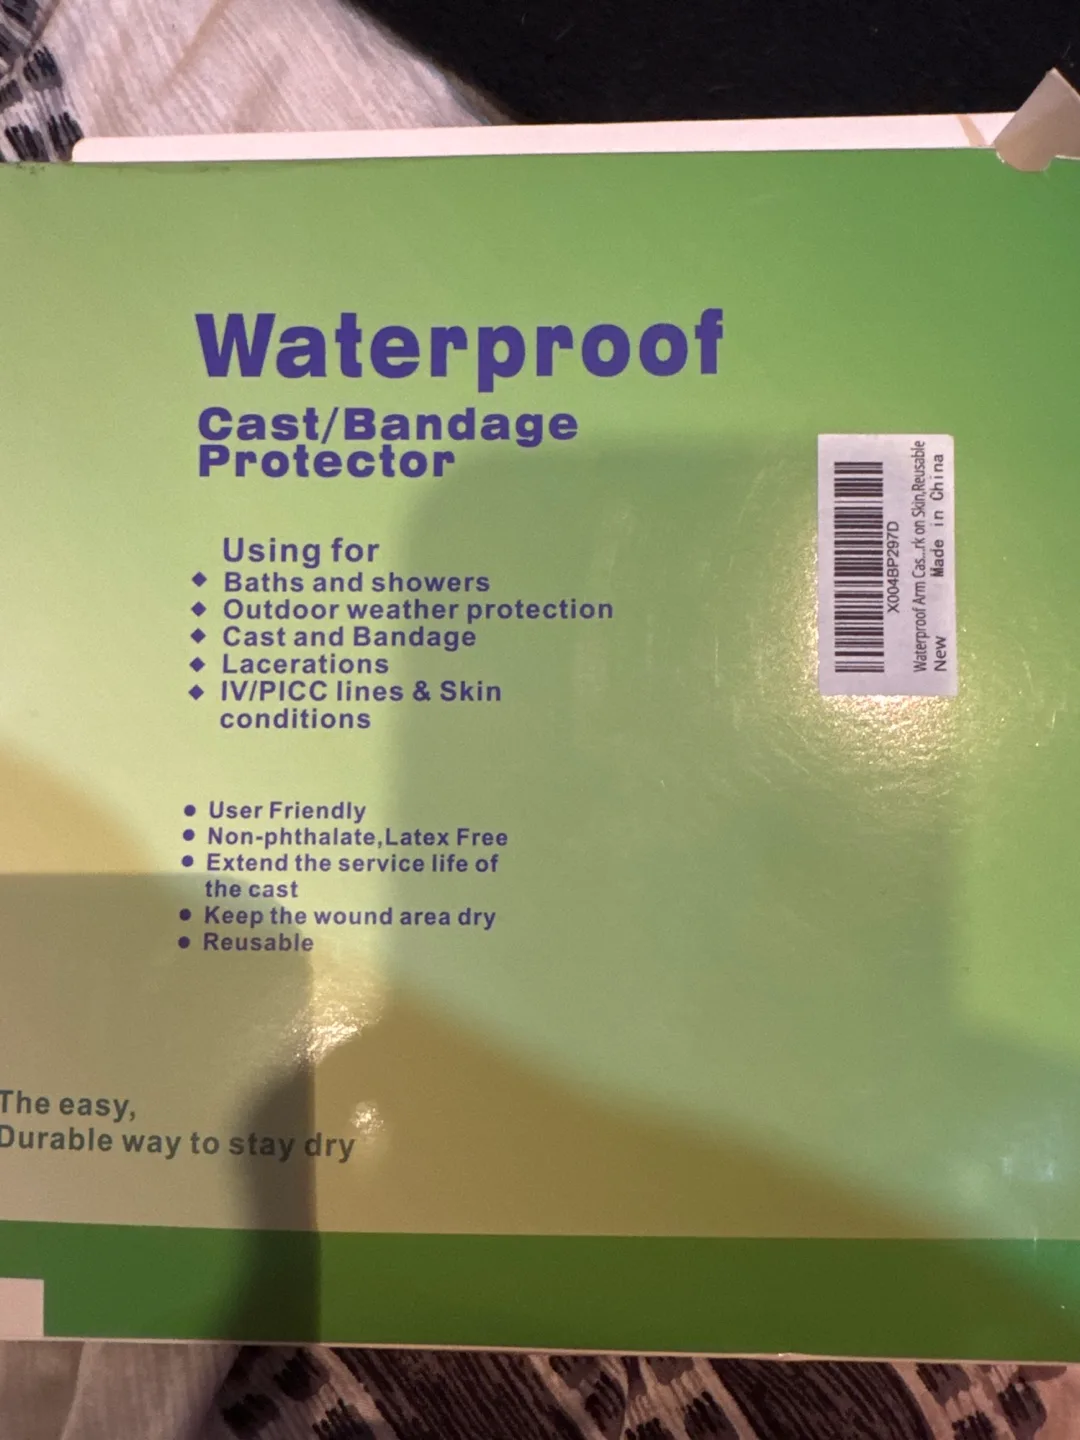 Waterproof
Cast/Bandage
Protector
Using for
◆ Baths and showers
◆ Outdoor weather protection
◆ Cast and Bandage
◆ Lacerations
◆ IV/PICC lines & Skin
conditions
● User Friendly
● Non-phthalate,Latex Free
● Extend the service life of
the cast
● Keep the wound area dry
● Reusable
The easy,
Durable way to stay dry
X004BP297D
Waterproof Arm Cas...rk on Skin,Reusable
New Made in China